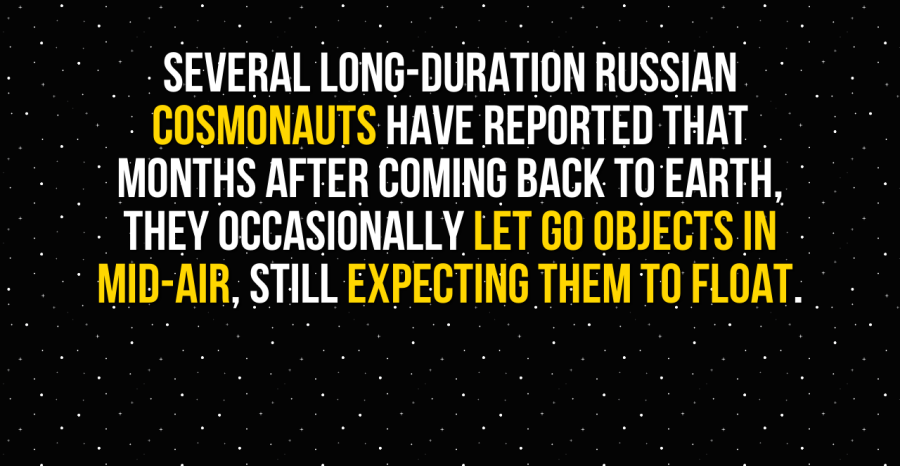 SEVERAL LONG-DURATION RUSSIAN
COSMONAUTS HAVE REPORTED THAT
MONTHS AFTER COMING BACK TO EARTH,
THEY OCCASIONALLY LET GO OBJECTS IN
MID-AIR, STILL EXPECTING THEM TO FLOAT.